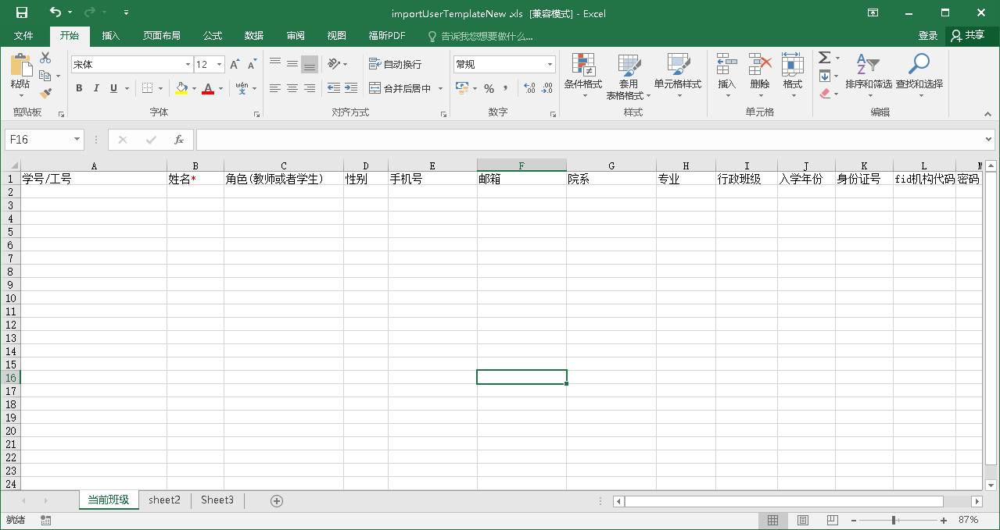 importUserTemplateNew .xls [兼容模式] - Excel
文件 开始 插入 页面布局 公式 数据 审阅 视图 福昕PDF 告诉我您想要做什么... 登录 共享
宋体 12 A A 自动换行 常规
粘贴 B I U A wén 文 合并后居中 % , .00 .0 条件格式 套用 表格格式 单元格样式 插入 删除 格式 Σ A Z 排序和筛选 查找和选择
剪贴板 字体 对齐方式 数字 样式 单元格 编辑
F16 fx
A B C D E F G H I J K L M
1 学号/工号 姓名* 角色(教师或者学生) 性别 手机号 邮箱 院系 专业 行政班级 入学年份 身份证号 fid机构代码 密码
2
3
4
5
6
7
8
9
10
11
12
13
14
15
16
17
18
19
20
21
22
23
24
当前班级 sheet2 Sheet3
就绪 87%